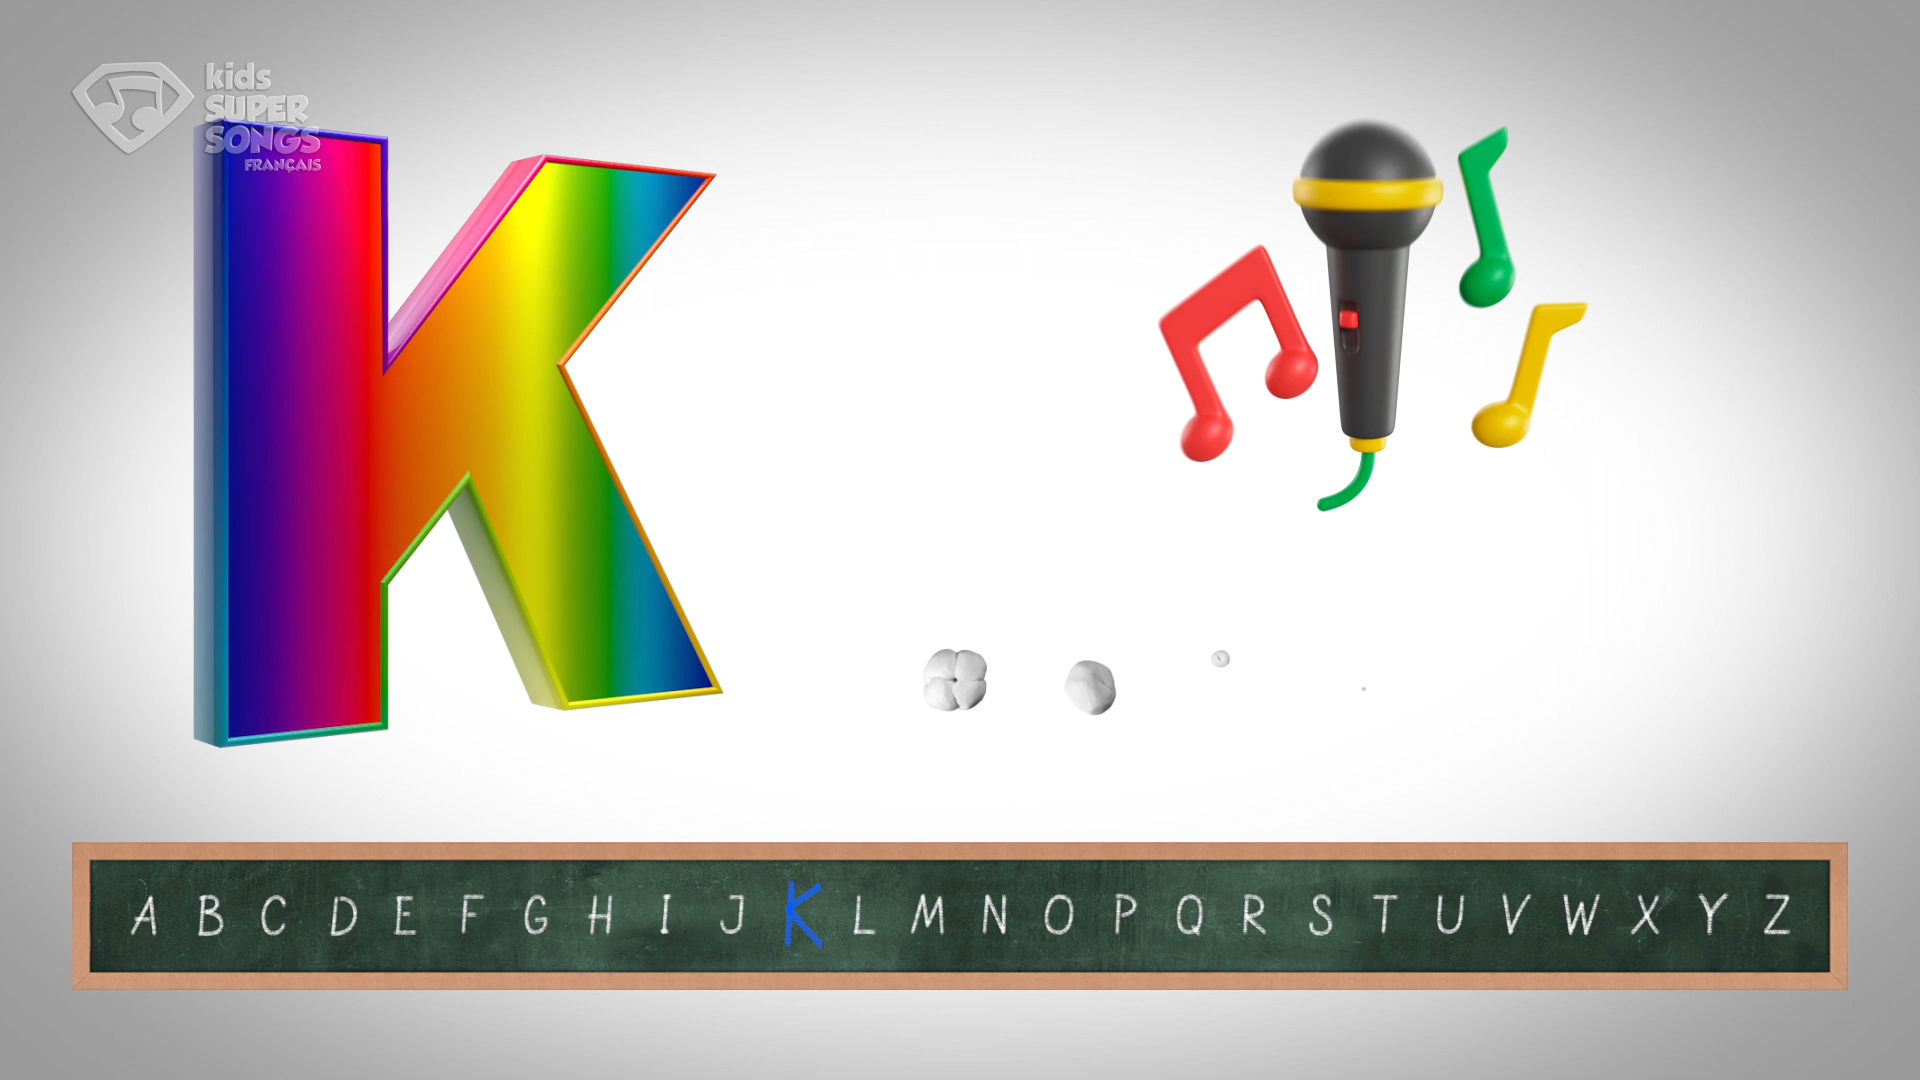 kids
SUPER
SONGS
FRANÇAIS
K
A B C D E F G H I J K L M N O P Q R S T U V W X Y Z